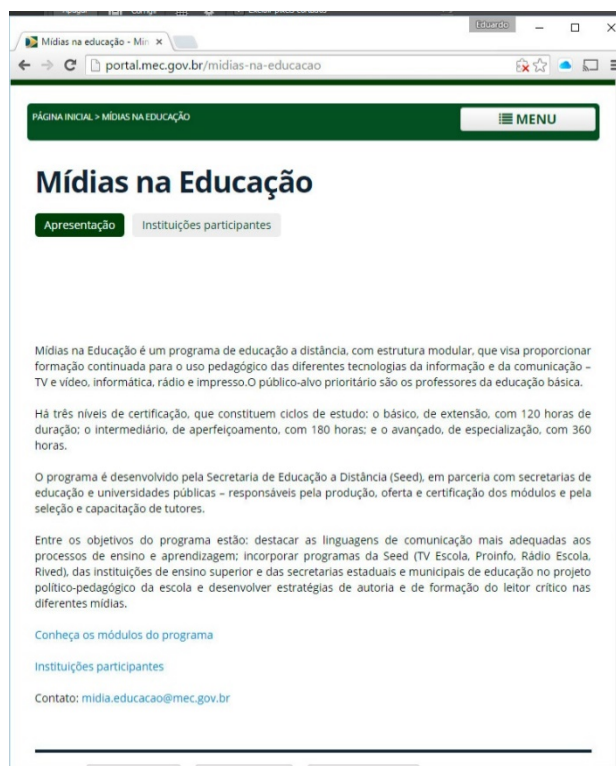 Eduardo
Mídias na educação - Min
portal.mec.gov.br/midias-na-educacao
PÁGINA INICIAL > MÍDIAS NA EDUCAÇÃO
MENU
Mídias na Educação
Apresentação Instituições participantes
Mídias na Educação é um programa de educação a distância, com estrutura modular, que visa proporcionar
formação continuada para o uso pedagógico das diferentes tecnologias da informação e da comunicação –
TV e vídeo, informática, rádio e impresso.O público-alvo prioritário são os professores da educação básica.
Há três níveis de certificação, que constituem ciclos de estudo: o básico, de extensão, com 120 horas de
duração; o intermediário, de aperfeiçoamento, com 180 horas; e o avançado, de especialização, com 360
horas.
O programa é desenvolvido pela Secretaria de Educação a Distância (Seed), em parceria com secretarias de
educação e universidades públicas – responsáveis pela produção, oferta e certificação dos módulos e pela
seleção e capacitação de tutores.
Entre os objetivos do programa estão: destacar as linguagens de comunicação mais adequadas aos
processos de ensino e aprendizagem; incorporar programas da Seed (TV Escola, Proinfo, Rádio Escola,
Rived), das instituições de ensino superior e das secretarias estaduais e municipais de educação no projeto
político-pedagógico da escola e desenvolver estratégias de autoria e de formação do leitor crítico nas
diferentes mídias.
Conheça os módulos do programa
Instituições participantes
Contato: midia.educacao@mec.gov.br